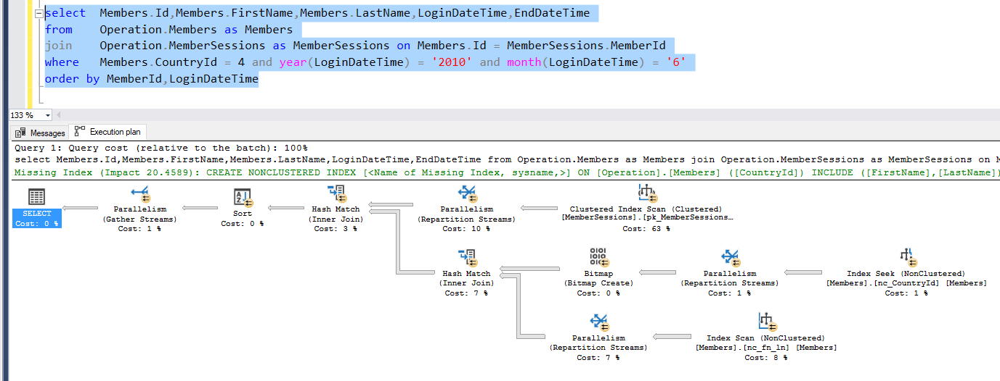 select  Members.Id,Members.FirstName,Members.LastName,LoginDateTime,EndDateTime
from    Operation.Members as Members
join    Operation.MemberSessions as MemberSessions on Members.Id = MemberSessions.MemberId
where   Members.CountryId = 4 and year(LoginDateTime) = '2010' and month(LoginDateTime) = '6'
order by MemberId,LoginDateTime
133 %
Messages Execution plan
Query 1: Query cost (relative to the batch): 100%
select Members.Id,Members.FirstName,Members.LastName,LoginDateTime,EndDateTime from Operation.Members as Members join Operation.MemberSessions as MemberSessions on M
Missing Index (Impact 20.4589): CREATE NONCLUSTERED INDEX [<Name of Missing Index, sysname,>] ON [Operation].[Members] ([CountryId]) INCLUDE ([FirstName],[LastName])
SELECT
Cost: 0 %
Parallelism
(Gather Streams)
Cost: 1 %
Sort
Cost: 0 %
Hash Match
(Inner Join)
Cost: 3 %
Parallelism
(Repartition Streams)
Cost: 10 %
Clustered Index Scan (Clustered)
[MemberSessions].[pk_MemberSessions…
Cost: 63 %
Hash Match
(Inner Join)
Cost: 7 %
Bitmap
(Bitmap Create)
Cost: 0 %
Parallelism
(Repartition Streams)
Cost: 1 %
Index Seek (NonClustered)
[Members].[nc_CountryId] [Members]
Cost: 1 %
Parallelism
(Repartition Streams)
Cost: 7 %
Index Scan (NonClustered)
[Members].[nc_fn_ln] [Members]
Cost: 8 %